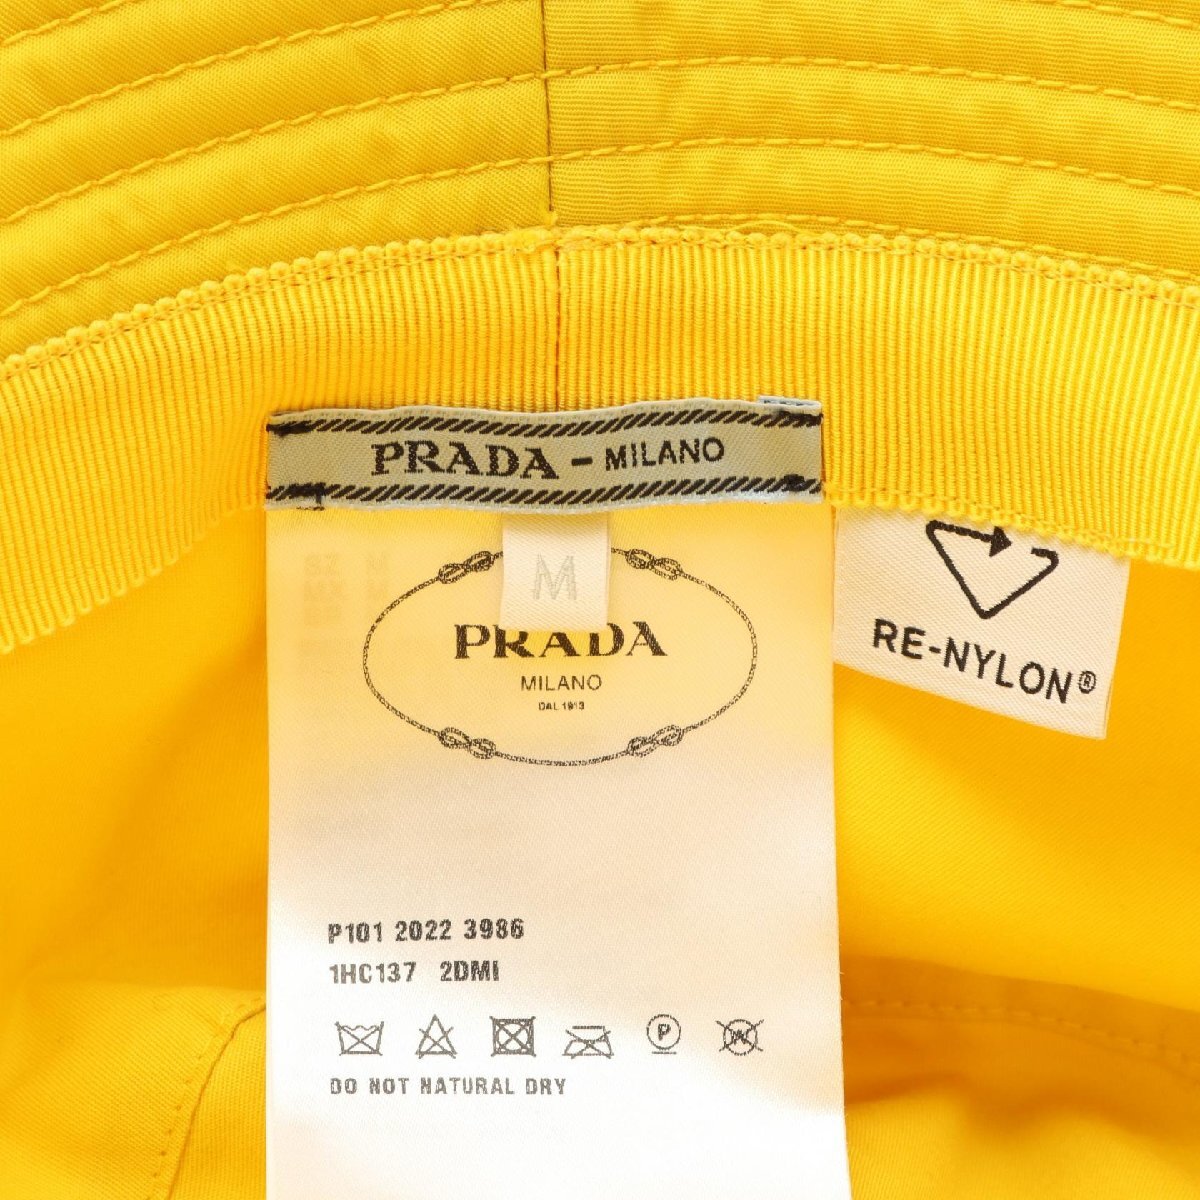 PRADA – MILANO
M
PRADA
MILANO
DAL 1913
RE-NYLON®
P101 2022 3986
1HC137 2DMI
P
W
DO NOT NATURAL DRY